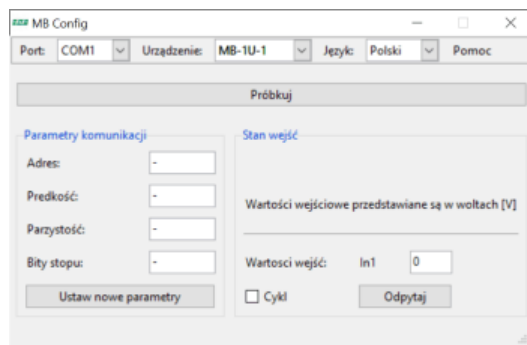 F&F MB Config
Port: COM1 Urządzenie: MB-1U-1 Język: Polski Pomoc
Próbkuj
Parametry komunikacji
Adres: -
Predkość: -
Parzystość: -
Bity stopu: -
Ustaw nowe parametry
Stan wejść
Wartości wejściowe przedstawiane są w woltach [V]
Wartosci wejść: In1 0
Cykl Odpytaj